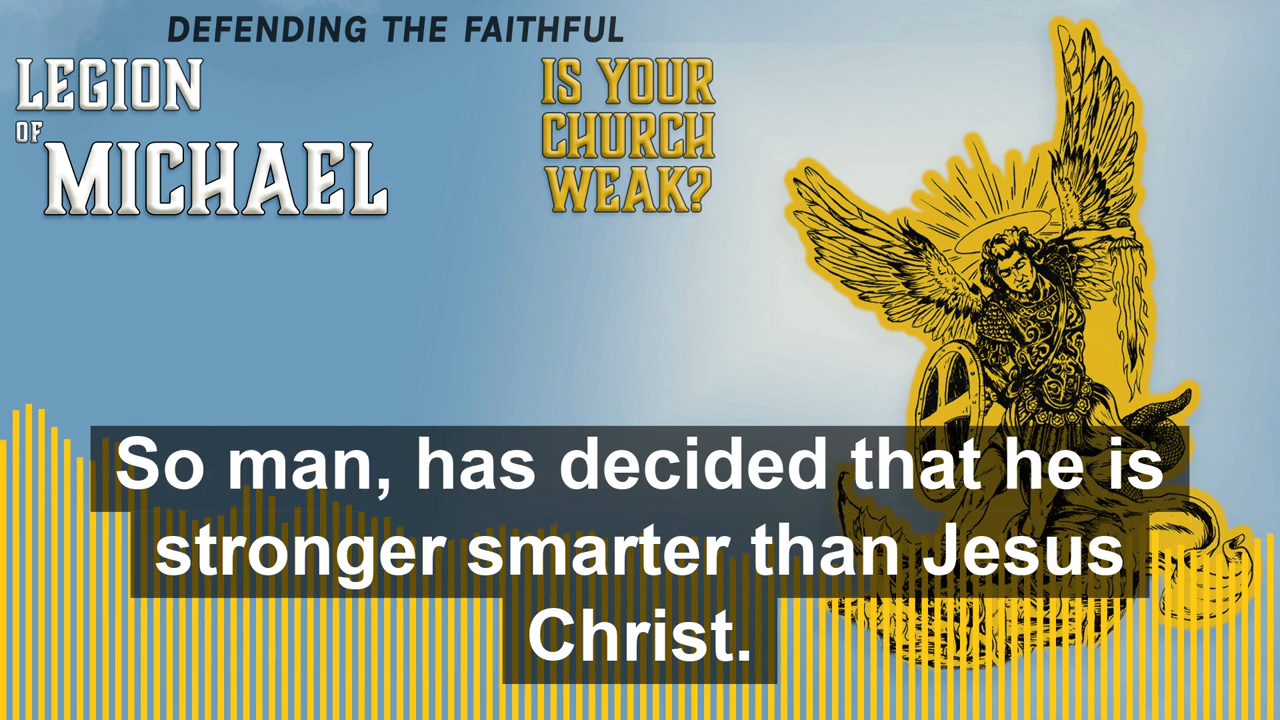 DEFENDING THE FAITHFUL
LEGION
OF
MICHAEL
IS YOUR
CHURCH
WEAK?
So man, has decided that he is
stronger smarter than Jesus
Christ.